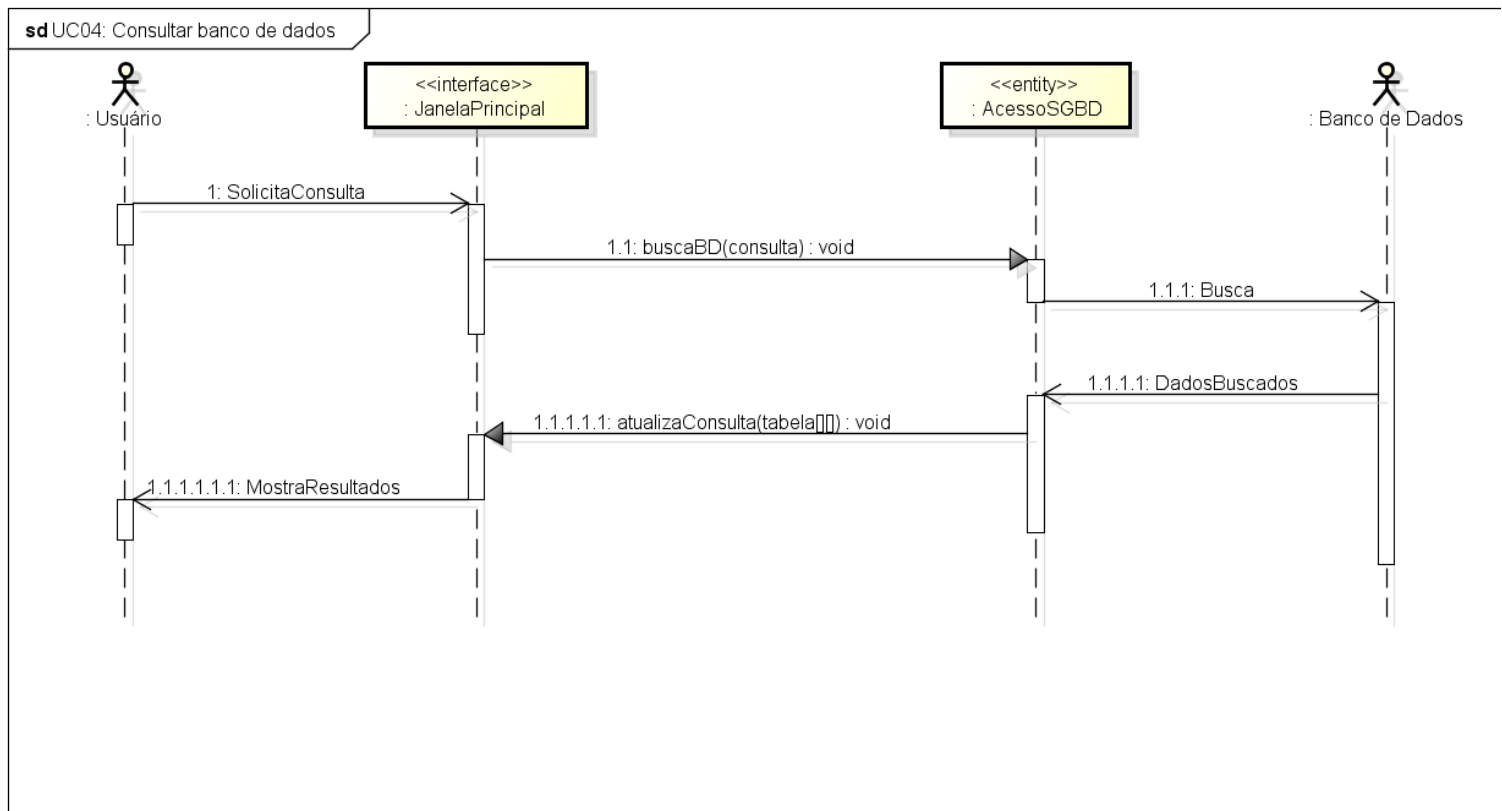 sd UC04: Consultar banco de dados
: Usuário
<<interface>>
: JanelaPrincipal
<<entity>>
: AcessoSGBD
: Banco de Dados
1: SolicitaConsulta
1.1: buscaBD(consulta) : void
1.1.1: Busca
1.1.1.1: DadosBuscados
1.1.1.1.1: atualizaConsulta(tabela[][]) : void
1.1.1.1.1.1: MostraResultados